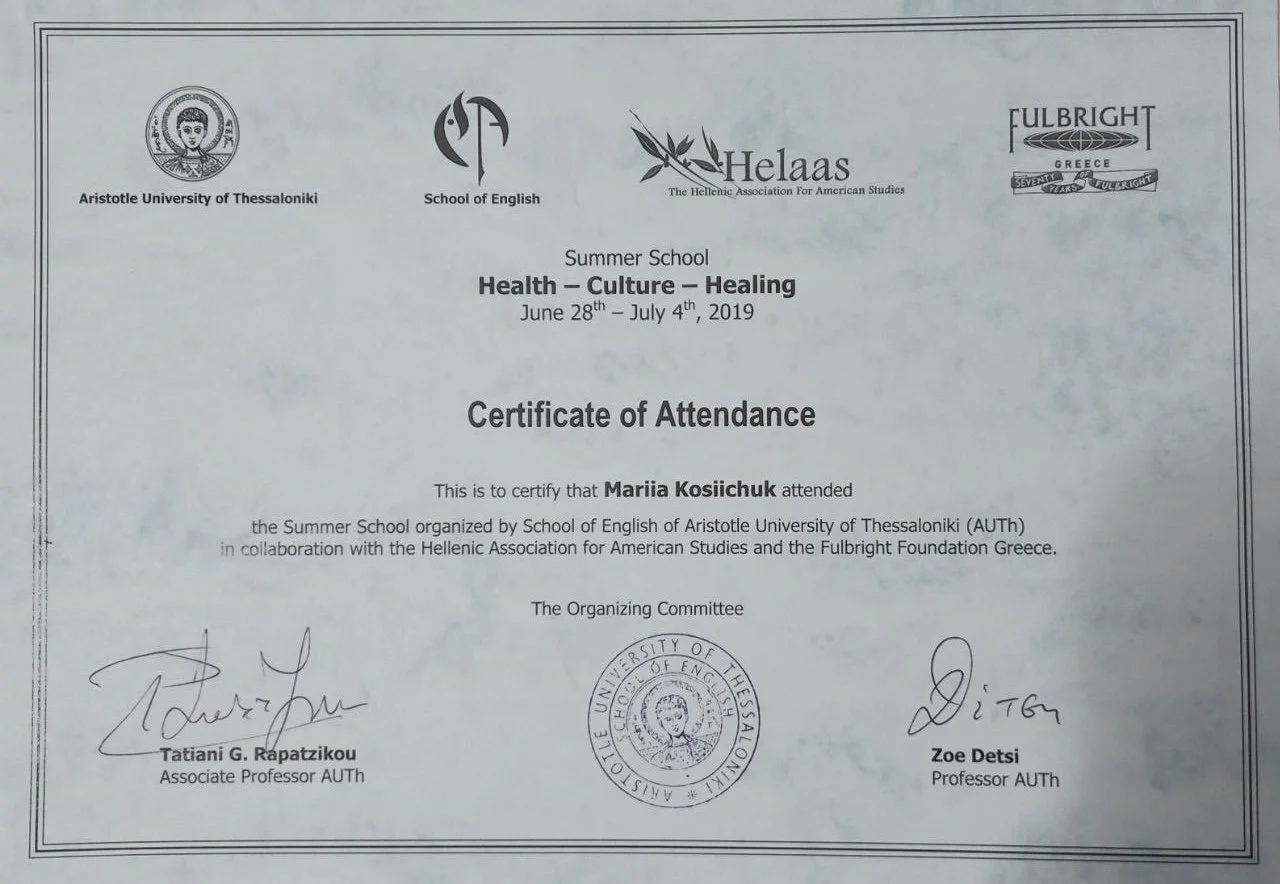 Aristotle University of Thessaloniki
School of English
Helaas
The Hellenic Association For American Studies
FULBRIGHT
GREECE
SEVENTY YEARS OF FULBRIGHT
Summer School
Health – Culture – Healing
June 28th – July 4th, 2019
Certificate of Attendance
This is to certify that Mariia Kosiichuk attended
the Summer School organized by School of English of Aristotle University of Thessaloniki (AUTh)
in collaboration with the Hellenic Association for American Studies and the Fulbright Foundation Greece.
The Organizing Committee
ARISTOTLE UNIVERSITY OF THESSALONIKI *
SCHOOL OF ENGLISH
Tatiani G. Rapatzikou
Associate Professor AUTh
Zoe Detsi
Professor AUTh